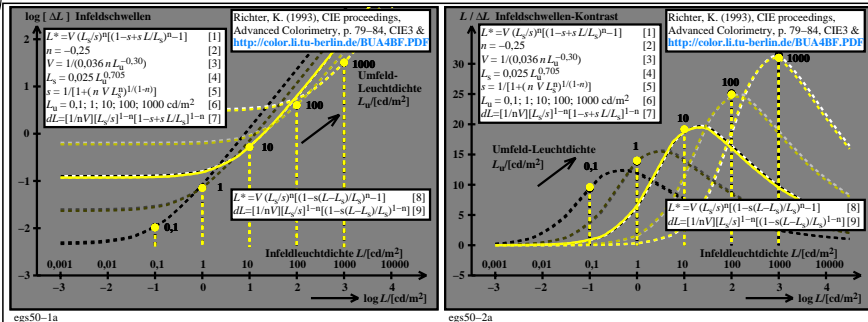 log [ ΔL ] Infeldschwellen
L*=V (Ls/s)^n[(1−s+s L/Ls)^n−1] [1]
n=−0,25 [2]
V=1/(0,036 n Lu^−0,30) [3]
Ls=0,025 Lu^0,705 [4]
s=1/[1+( n V Ls^n)^1/(1-n)] [5]
Lu=0,1; 1; 10; 100; 1000 cd/m2 [6]
dL=[1/nV][Ls/s]^1−n[1−s+s L/Ls]^1−n [7]
Richter, K. (1993), CIE proceedings,
Advanced Colorimetry, p. 79−84, CIE3 &
http://color.li.tu-berlin.de/BUA4BF.PDF
Umfeld-
Leuchtdichte
Lu/[cd/m2]
1000
100
10
1
0,1
L*=V (Ls/s)^n[(1−s(L−Ls)/Ls)^n−1] [8]
dL=[1/nV][Ls/s]^1−n[(1−s(L−Ls)/Ls)^1−n] [9]
2
1
0
−1
−2
−3
Infeldleuchtdichte L/[cd/m2]
0,001 0,01 0,1 1 10 100 1000
−3 −2 −1 0 1 2 3 4
log L/[cd/m2]
egs50−1a
L / ΔL Infeldschwellen-Kontrast
L*=V (Ls/s)^n[(1−s+s L/Ls)^n−1] [1]
n=−0,25 [2]
V=1/(0,036 n Lu^−0,30) [3]
Ls=0,025 Lu^0,705 [4]
s=1/[1+( n V Ls^n)^1/(1-n)] [5]
Lu=0,1; 1; 10; 100; 1000 cd/m2 [6]
dL=[1/nV][Ls/s]^1−n[1−s+s L/Ls]^1−n [7]
Richter, K. (1993), CIE proceedings,
Advanced Colorimetry, p. 79−84, CIE3 &
http://color.li.tu-berlin.de/BUA4BF.PDF
1000
100
10
1
0,1
Umfeld-Leuchtdichte
Lu/[cd/m2]
L*=V (Ls/s)^n[(1−s(L−Ls)/Ls)^n−1] [8]
dL=[1/nV][Ls/s]^1−n[(1−s(L−Ls)/Ls)^1−n] [9]
30
25
20
15
10
5
0
−5
Infeldleuchtdichte L/[cd/m2]
0,001 0,01 0,1 1 10 100 1000
−3 −2 −1 0 1 2 3 4
log L/[cd/m2]
egs50−2a